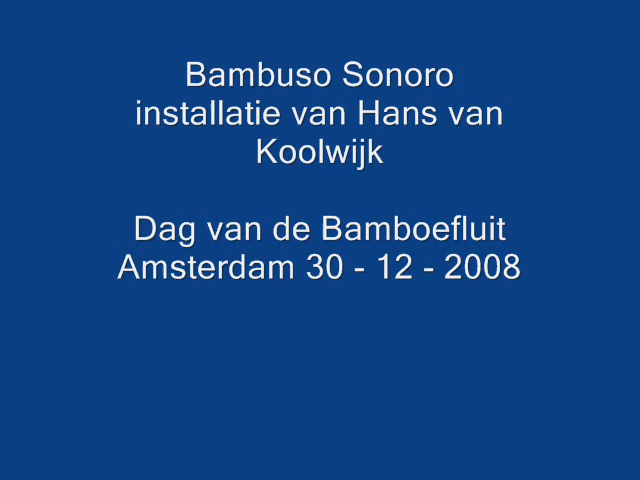 Bambuso Sonoro
installatie van Hans van
Koolwijk
Dag van de Bamboefluit
Amsterdam 30 - 12 - 2008